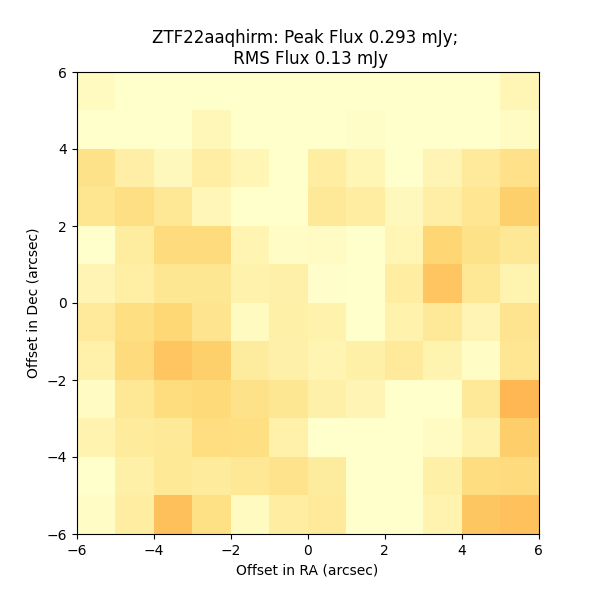 ZTF22aaqhirm: Peak Flux 0.293 mJy;
RMS Flux 0.13 mJy
6
4
2
0
−2
−4
−6
Offset in Dec (arcsec)
−6 −4 −2 0 2 4 6
Offset in RA (arcsec)